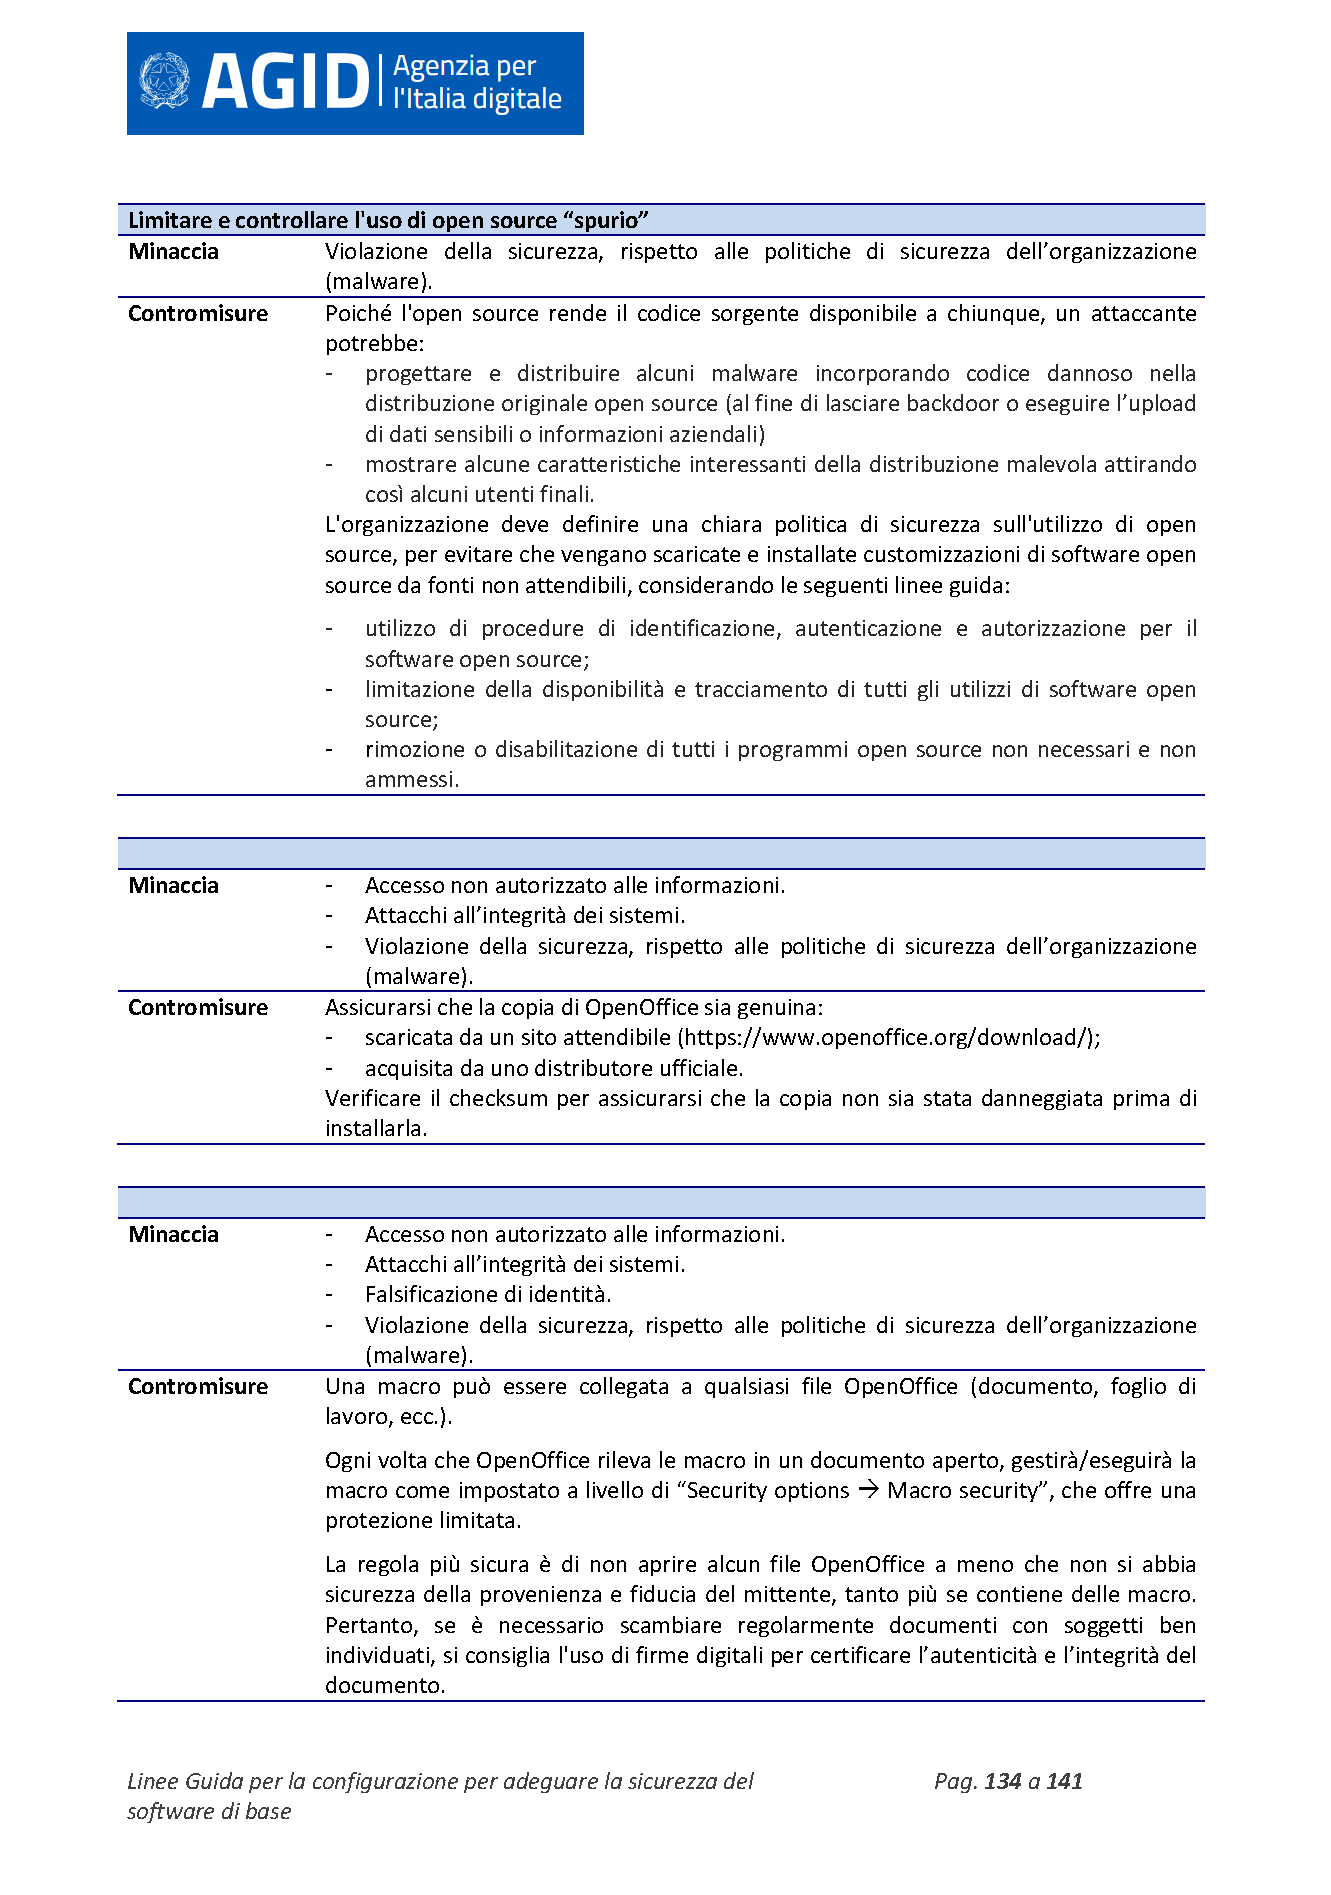 AGID Agenzia per
l'Italia digitale
Limitare e controllare l'uso di open source “spurio”
Minaccia Violazione della sicurezza, rispetto alle politiche di sicurezza dell’organizzazione
(malware).
Contromisure Poiché l'open source rende il codice sorgente disponibile a chiunque, un attaccante
potrebbe:
- progettare e distribuire alcuni malware incorporando codice dannoso nella
distribuzione originale open source (al fine di lasciare backdoor o eseguire l’upload
di dati sensibili o informazioni aziendali)
- mostrare alcune caratteristiche interessanti della distribuzione malevola attirando
così alcuni utenti finali.
L'organizzazione deve definire una chiara politica di sicurezza sull'utilizzo di open
source, per evitare che vengano scaricate e installate customizzazioni di software open
source da fonti non attendibili, considerando le seguenti linee guida:
- utilizzo di procedure di identificazione, autenticazione e autorizzazione per il
software open source;
- limitazione della disponibilità e tracciamento di tutti gli utilizzi di software open
source;
- rimozione o disabilitazione di tutti i programmi open source non necessari e non
ammessi.
Minaccia - Accesso non autorizzato alle informazioni.
- Attacchi all’integrità dei sistemi.
- Violazione della sicurezza, rispetto alle politiche di sicurezza dell’organizzazione
(malware).
Contromisure Assicurarsi che la copia di OpenOffice sia genuina:
- scaricata da un sito attendibile (https://www.openoffice.org/download/);
- acquisita da uno distributore ufficiale.
Verificare il checksum per assicurarsi che la copia non sia stata danneggiata prima di
installarla.
Minaccia - Accesso non autorizzato alle informazioni.
- Attacchi all’integrità dei sistemi.
- Falsificazione di identità.
- Violazione della sicurezza, rispetto alle politiche di sicurezza dell’organizzazione
(malware).
Contromisure Una macro può essere collegata a qualsiasi file OpenOffice (documento, foglio di
lavoro, ecc.).
Ogni volta che OpenOffice rileva le macro in un documento aperto, gestirà/eseguirà la
macro come impostato a livello di “Security options → Macro security”, che offre una
protezione limitata.
La regola più sicura è di non aprire alcun file OpenOffice a meno che non si abbia
sicurezza della provenienza e fiducia del mittente, tanto più se contiene delle macro.
Pertanto, se è necessario scambiare regolarmente documenti con soggetti ben
individuati, si consiglia l'uso di firme digitali per certificare l’autenticità e l’integrità del
documento.
Linee Guida per la configurazione per adeguare la sicurezza del Pag. 134 a 141
software di base